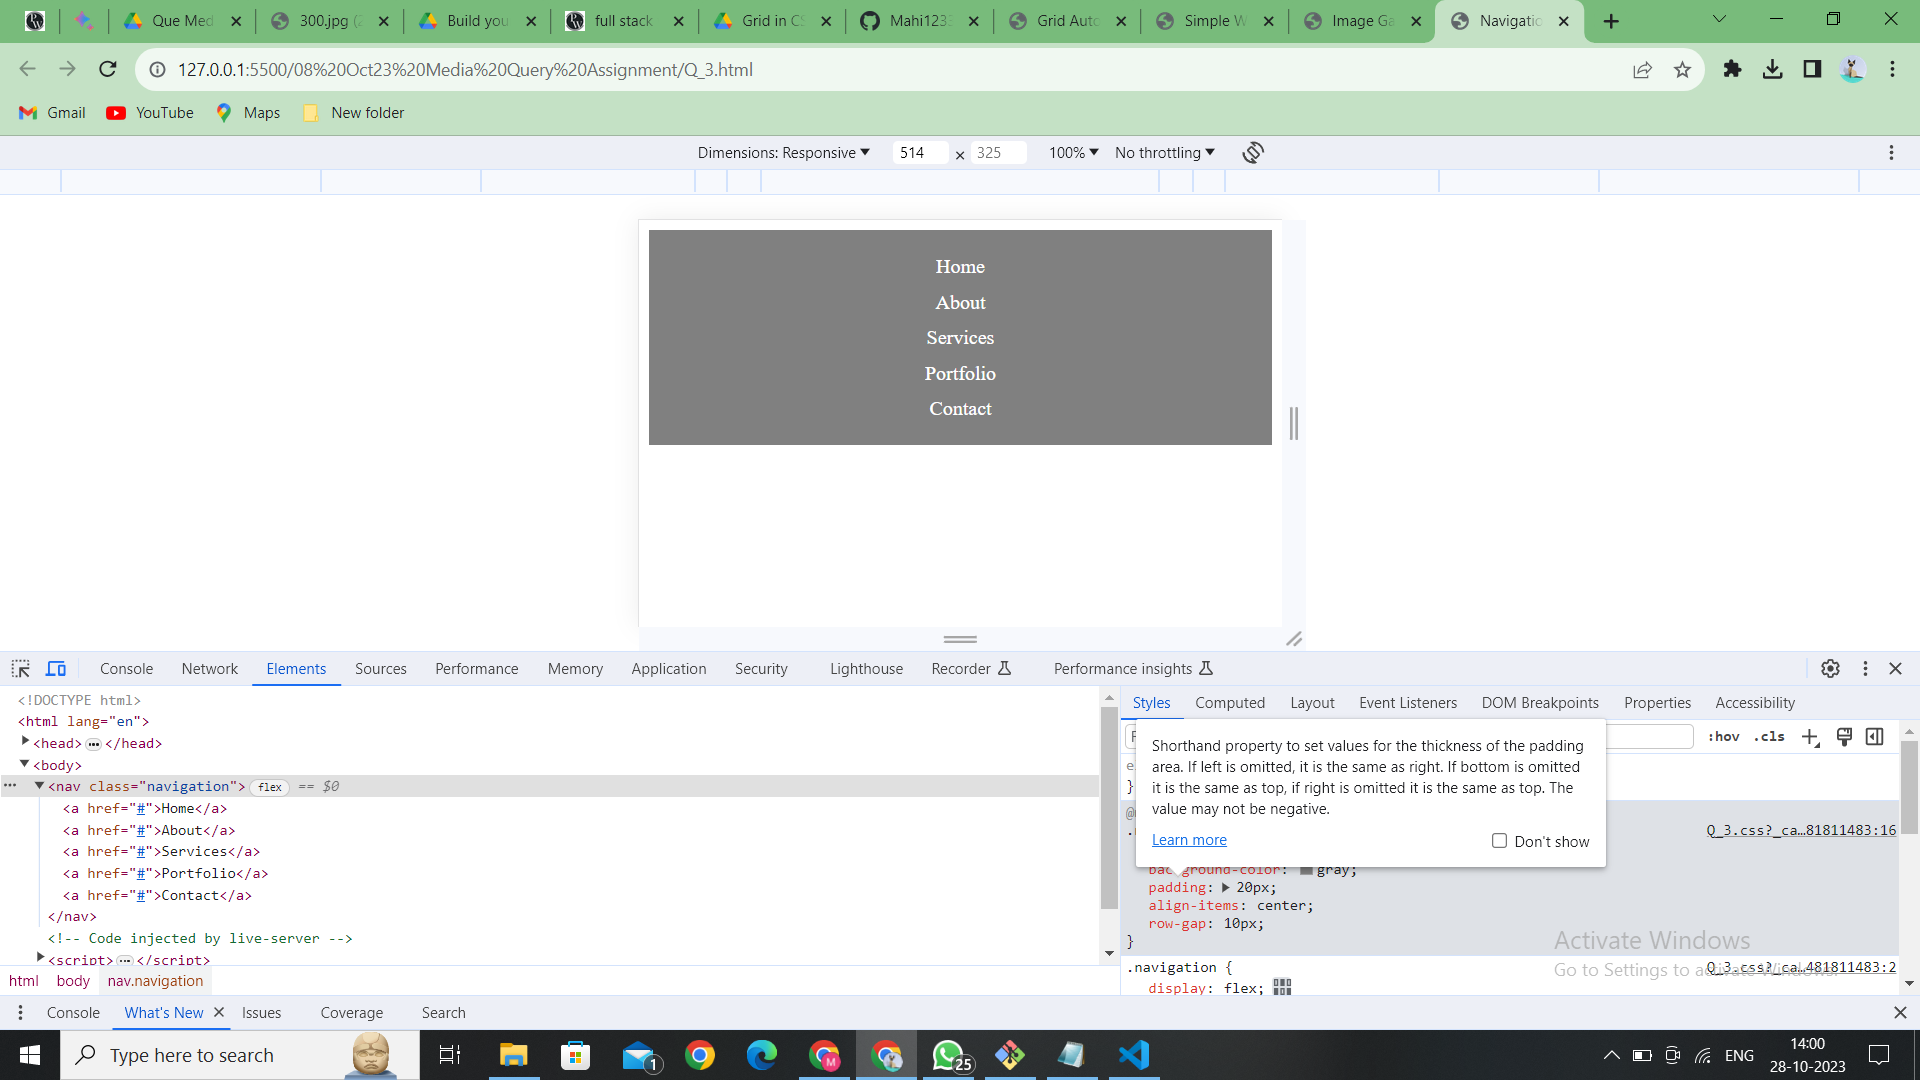 Que Med
300.jpg (2
Build you
full stack
Grid in CS
Mahi1233
Grid Auto
Simple W
Image Ga
Navigatio
127.0.0.1:5500/08%20Oct23%20Media%20Query%20Assignment/Q_3.html
Gmail YouTube Maps New folder
Dimensions: Responsive 514 × 325 100% No throttling
Home
About
Services
Portfolio
Contact
Console Network Elements Sources Performance Memory Application Security Lighthouse Recorder Performance insights
<!DOCTYPE html>
<html lang="en">
<head> … </head>
<body>
<nav class="navigation"> flex == $0
<a href="#">Home</a>
<a href="#">About</a>
<a href="#">Services</a>
<a href="#">Portfolio</a>
<a href="#">Contact</a>
</nav>
<!-- Code injected by live-server -->
<script> … </script>
html body nav.navigation
Styles Computed Layout Event Listeners DOM Breakpoints Properties Accessibility
:hov .cls
Shorthand property to set values for the thickness of the padding
area. If left is omitted, it is the same as right. If bottom is omitted
it is the same as top, if right is omitted it is the same as top. The
value may not be negative.
Learn more Don't show
}
Q_3.css?_ca…81811483:16
background-color: gray;
padding: 20px;
align-items: center;
row-gap: 10px;
}
.navigation {
Q_3.css?_ca…481811483:2
display: flex;
Activate Windows
Go to Settings to activate Windows.
Console What's New Issues Coverage Search
Type here to search
1
M
25
ENG
14:00
28-10-2023